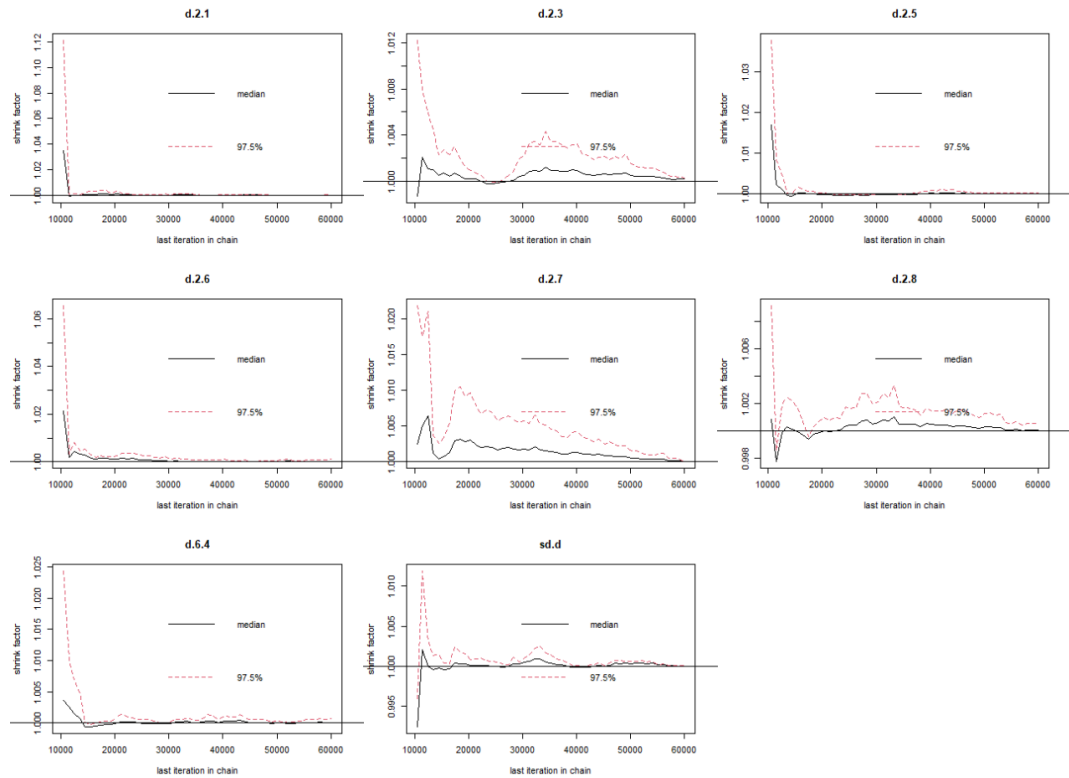 d.2.1
shrink factor
1.00 1.02 1.04 1.06 1.08 1.10 1.12
median
97.5%
10000 20000 30000 40000 50000 60000
last iteration in chain
d.2.3
shrink factor
1.000 1.004 1.008 1.012
median
97.5%
10000 20000 30000 40000 50000 60000
last iteration in chain
d.2.5
shrink factor
1.00 1.01 1.02 1.03
median
97.5%
10000 20000 30000 40000 50000 60000
last iteration in chain
d.2.6
shrink factor
1.00 1.02 1.04 1.06
median
97.5%
10000 20000 30000 40000 50000 60000
last iteration in chain
d.2.7
shrink factor
1.000 1.005 1.010 1.015 1.020
median
97.5%
10000 20000 30000 40000 50000 60000
last iteration in chain
d.2.8
shrink factor
0.998 1.002 1.006
median
97.5%
10000 20000 30000 40000 50000 60000
last iteration in chain
d.6.4
shrink factor
1.000 1.005 1.010 1.015 1.020 1.025
median
97.5%
10000 20000 30000 40000 50000 60000
last iteration in chain
sd.d
shrink factor
0.995 1.000 1.005 1.010
median
97.5%
10000 20000 30000 40000 50000 60000
last iteration in chain